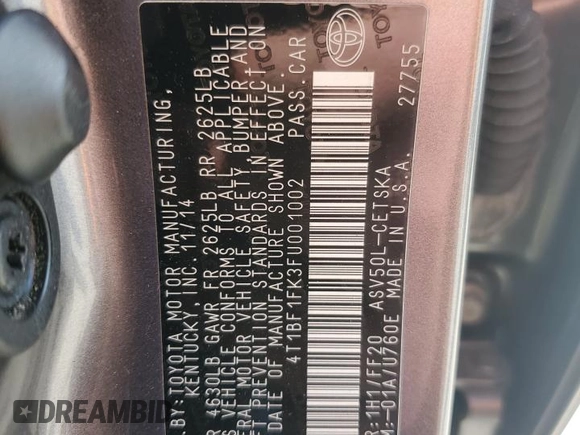 .BY: TOYOTA MOTOR MANUFACTURING,
KENTUCKY, INC. 11/14
R 4630LB GAWR FR 2625LB RR 2625LB
S VEHICLE CONFORMS TO ALL APPLICABLE
ERAL MOTOR VEHICLE SAFETY, BUMPER AND
T PREVENTION STANDARDS IN EFFECT ON
DATE OF MANUFACTURE SHOWN ABOVE.
4T1BF1FK3FU001002 PASS.CAR
R:1H1/FF20 ASV50L-CETSKA
M:-01A/U760E MADE IN U.S.A.
27755
TOYOTA
DREAMBID